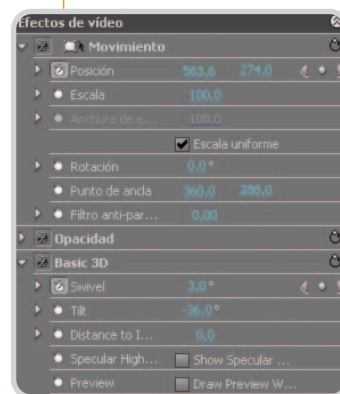 Efectos de vídeo
Movimiento
Posición 563,6 274,0
Escala 100,0
Anchura de e... 100,0
Escala uniforme
Rotación 0,0°
Punto de ancla 360,0 288,0
Filtro anti-par... 0,00
Opacidad
Basic 3D
Swivel 3,0°
Tilt -36,0°
Distance to I... 0,0
Specular High... Show Specular ...
Preview Draw Preview W...